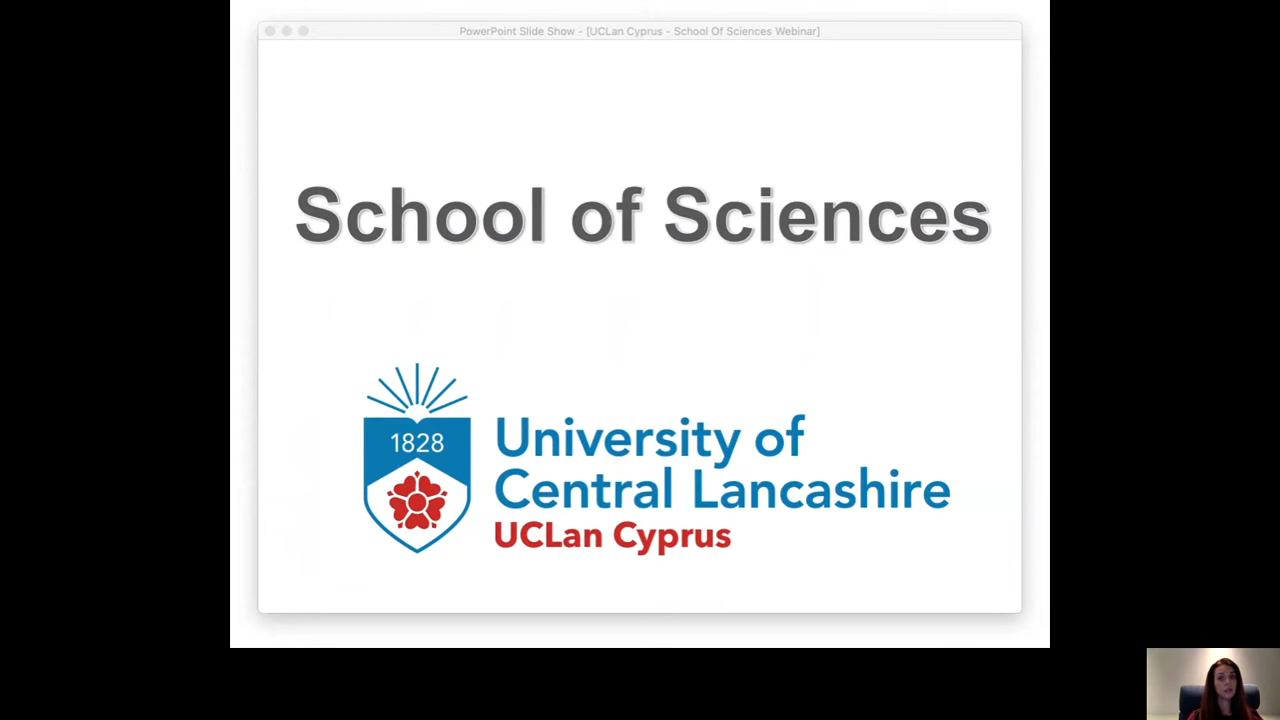 PowerPoint Slide Show - [UCLan Cyprus - School Of Sciences Webinar]
School of Sciences
1828
University of
Central Lancashire
UCLan Cyprus